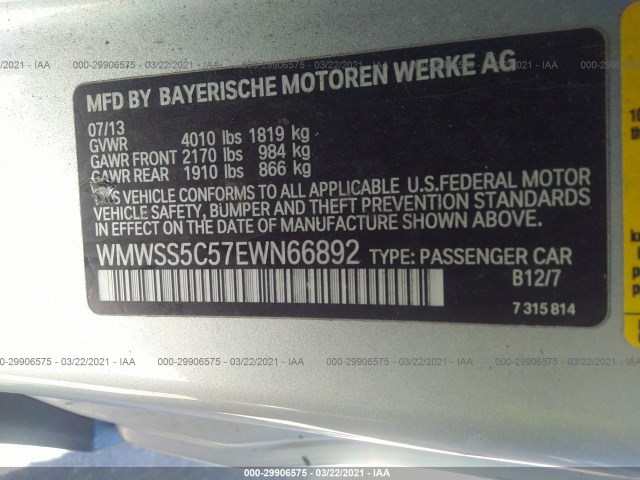 000-29906575 - 03/22/2021 - IAA
MFD BY BAYERISCHE MOTOREN WERKE AG
07/13
GVWR 4010 lbs 1819 kg
GAWR FRONT 2170 lbs 984 kg
GAWR REAR 1910 lbs 866 kg
VEHICLE CONFORMS TO ALL APPLICABLE U.S.FEDERAL MOTOR
VEHICLE SAFETY, BUMPER AND THEFT PREVENTION STANDARDS
IN EFFECT ON THE DATE OF MANUFACTURE SHOWN ABOVE.
WMWSS5C57EWN66892 TYPE: PASSENGER CAR
B12/7
7 315 814
000-29906575 - 03/22/2021 - IAA
000-29906575 - 03/22/2021 - IAA